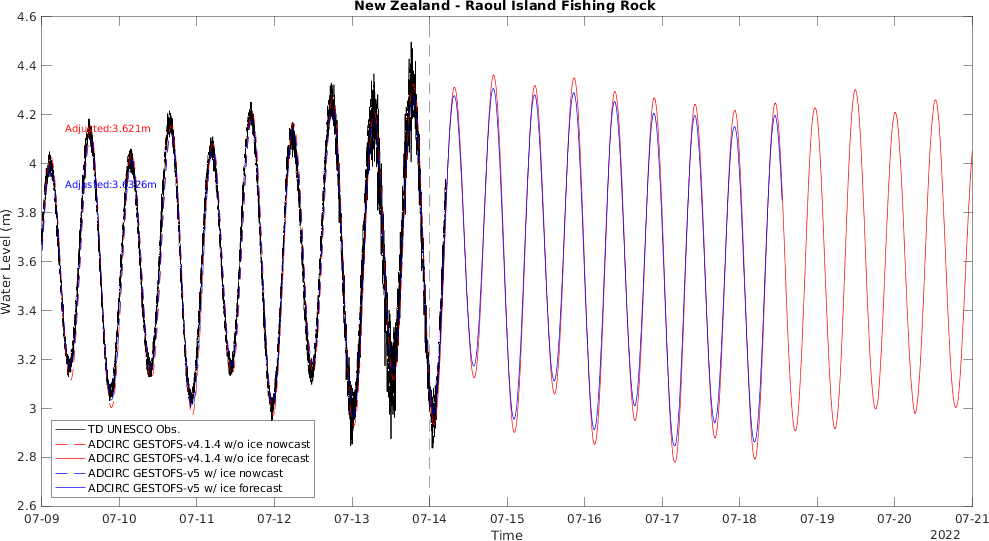 New Zealand - Raoul Island Fishing Rock
4.6
4.4
4.2
4
3.8
3.6
3.4
3.2
3
2.8
2.6
Water Level (m)
Adjusted:3.621m
Adjusted:3.6326m
TD UNESCO Obs.
ADCIRC GESTOFS-v4.1.4 w/o ice nowcast
ADCIRC GESTOFS-v4.1.4 w/o ice forecast
ADCIRC GESTOFS-v5 w/ ice nowcast
ADCIRC GESTOFS-v5 w/ ice forecast
07-09 07-10 07-11 07-12 07-13 07-14 07-15 07-16 07-17 07-18 07-19 07-20 07-21
Time
2022